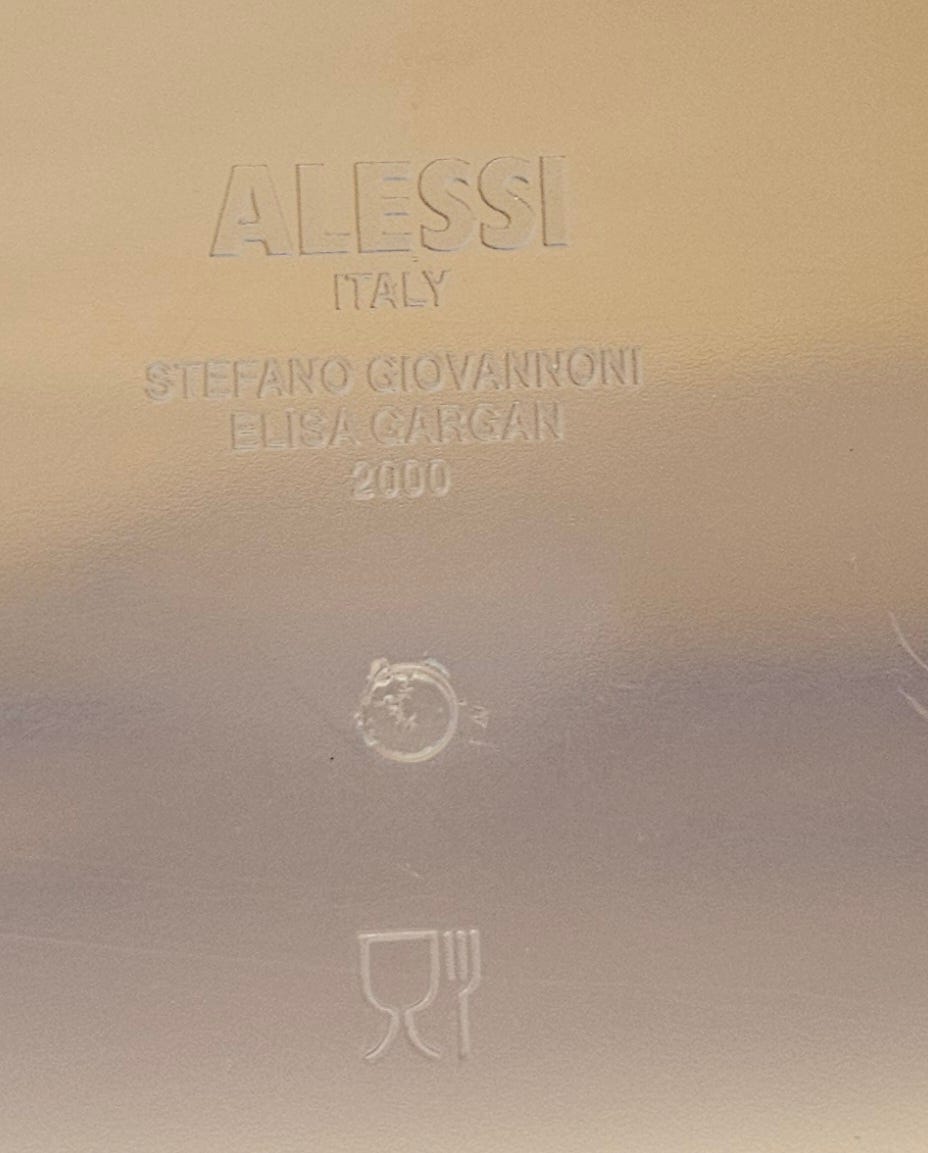 ALESSI
ITALY
STEFANO GIOVANNONI
ELISA GARGAN
2000